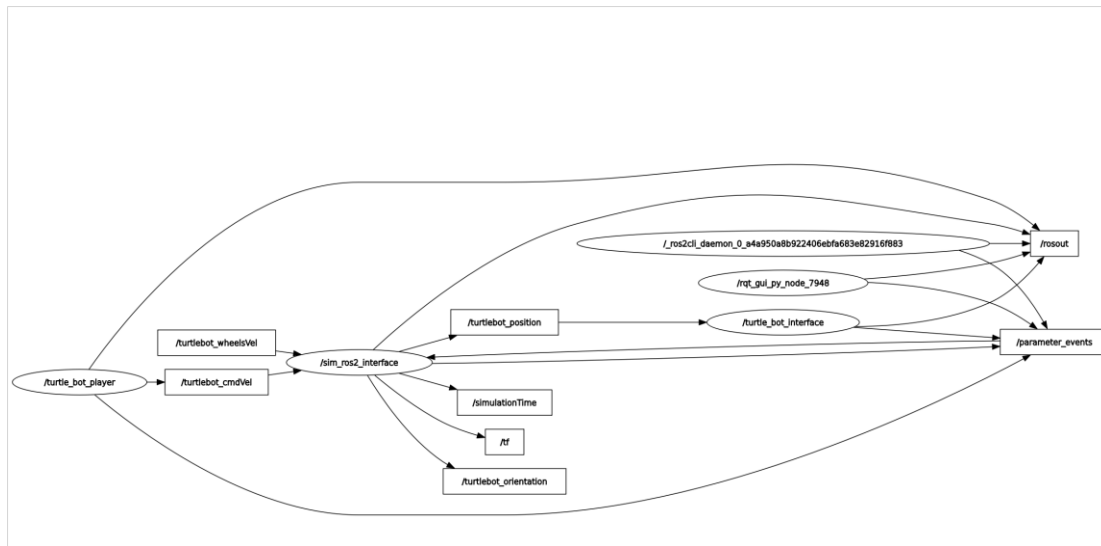 /rosout
/_ros2cli_daemon_0_a4a950a8b922406ebfa683e82916f883
/rqt_gui_py_node_7948
/turtlebot_position
/turtle_bot_interface
/turtlebot_wheelsVel
/parameter_events
/sim_ros2_interface
/turtle_bot_player
/turtlebot_cmdVel
/simulationTime
/tf
/turtlebot_orientation